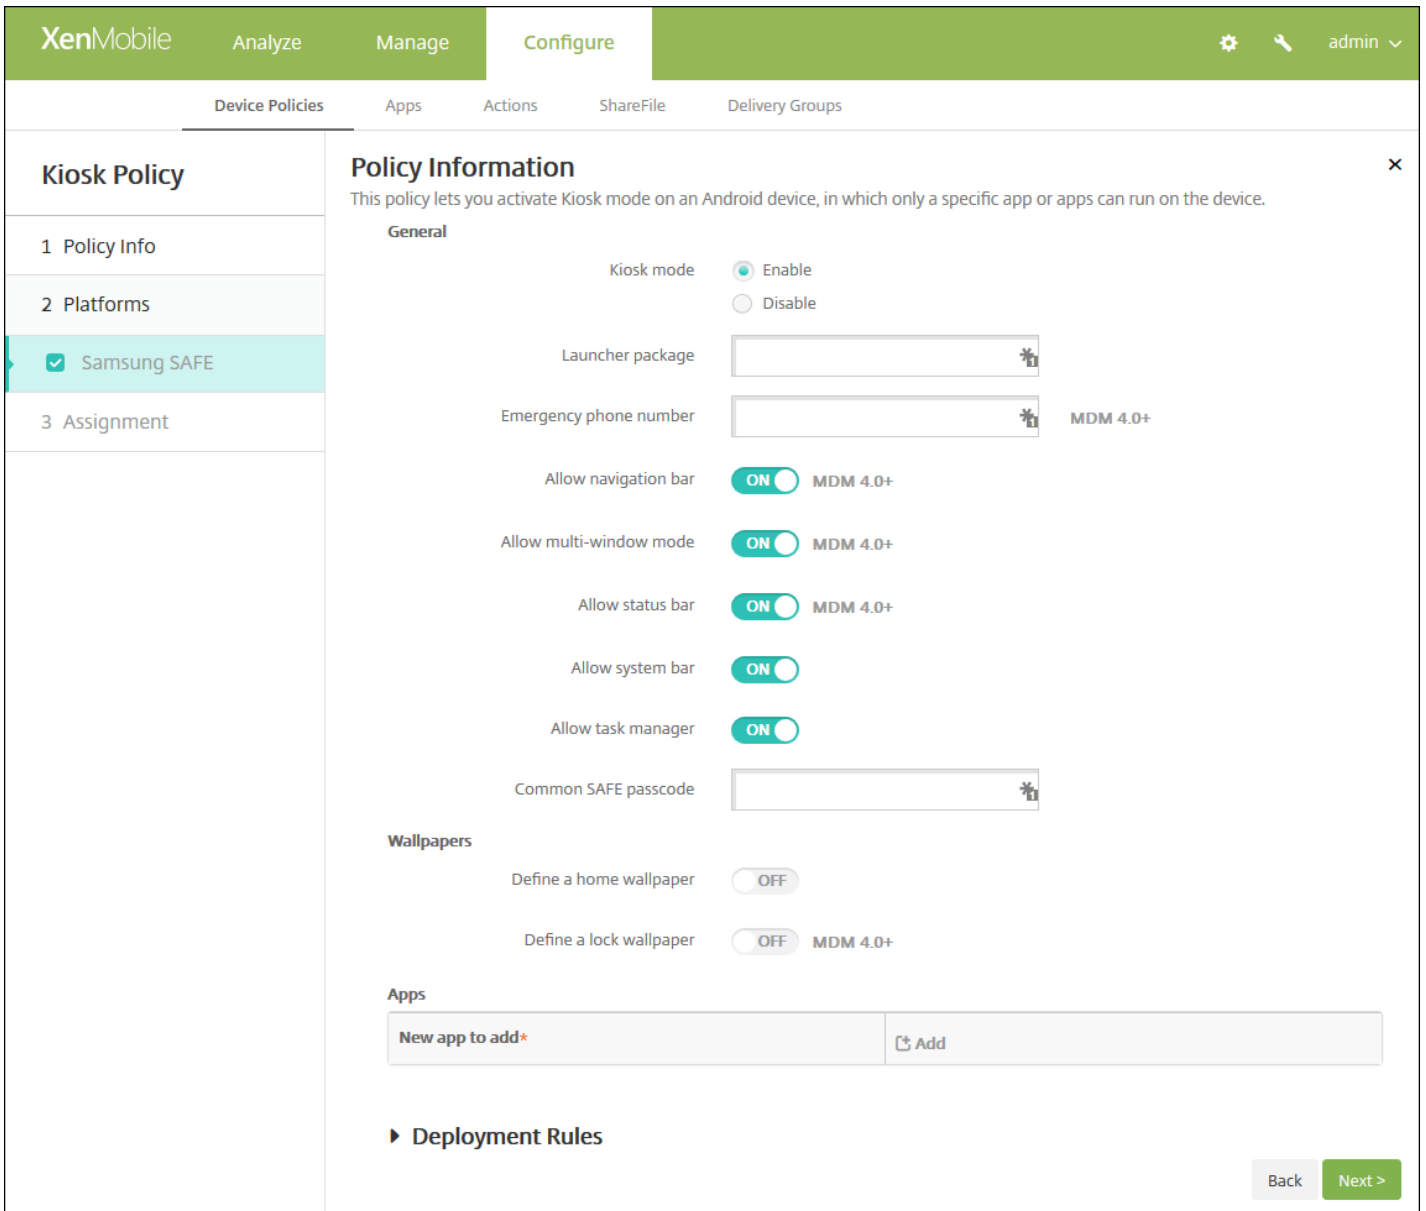 XenMobile Analyze Manage Configure admin
Device Policies Apps Actions ShareFile Delivery Groups
Kiosk Policy
1 Policy Info
2 Platforms
Samsung SAFE
3 Assignment
Policy Information
This policy lets you activate Kiosk mode on an Android device, in which only a specific app or apps can run on the device.
General
Kiosk mode Enable
Disable
Launcher package
Emergency phone number MDM 4.0+
Allow navigation bar ON MDM 4.0+
Allow multi-window mode ON MDM 4.0+
Allow status bar ON MDM 4.0+
Allow system bar ON
Allow task manager ON
Common SAFE passcode
Wallpapers
Define a home wallpaper OFF
Define a lock wallpaper OFF MDM 4.0+
Apps
New app to add* Add
Deployment Rules
Back Next >